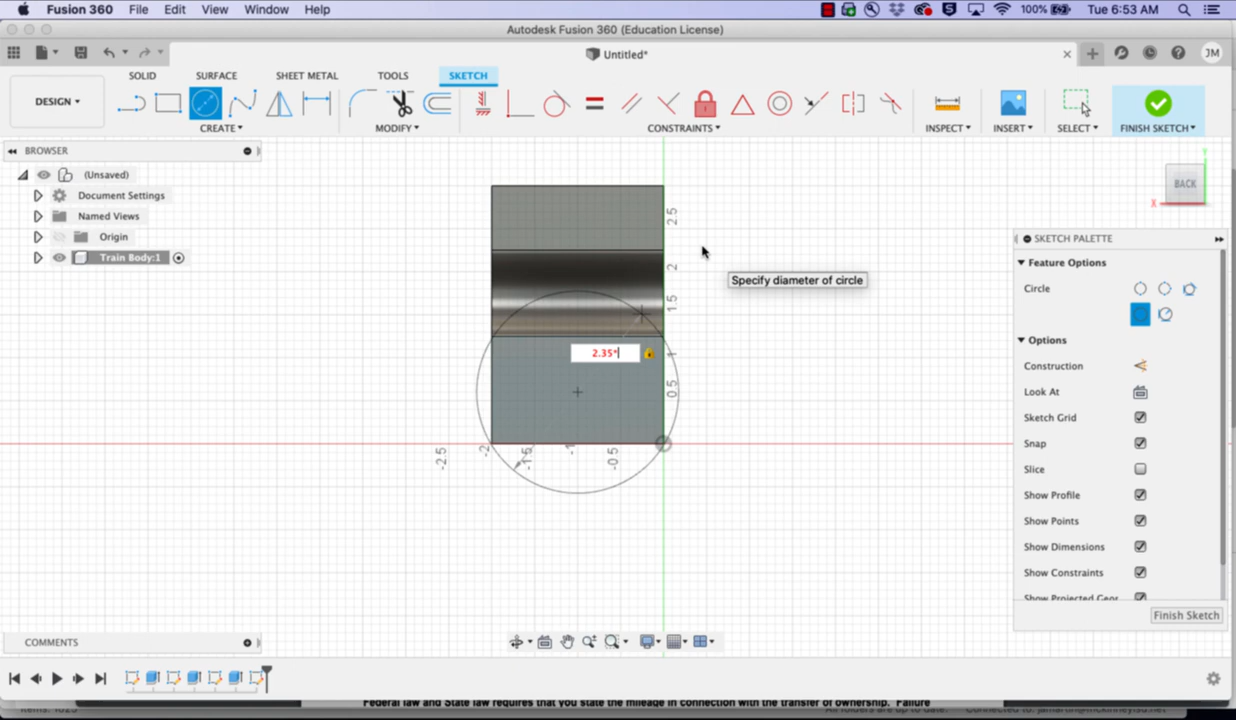 Fusion 360 File Edit View Window Help 100% Tue 6:53 AM
Autodesk Fusion 360 (Education License)
Untitled*
JM
SOLID SURFACE SHEET METAL TOOLS SKETCH
DESIGN
CREATE MODIFY CONSTRAINTS INSPECT INSERT SELECT FINISH SKETCH
BROWSER
(Unsaved)
Document Settings
Named Views
Origin
Train Body:1
BACK
Y
X
2.5
2
1.5
1
0.5
-2.5
-2
-1.5
-1
-0.5
Specify diameter of circle
2.35"
SKETCH PALETTE
Feature Options
Circle
Options
Construction
Look At
Sketch Grid
Snap
Slice
Show Profile
Show Points
Show Dimensions
Show Constraints
Show Projected Geor
Finish Sketch
COMMENTS
Federal law and State law requires that you state the mileage in connection with the transfer of ownership. Failure